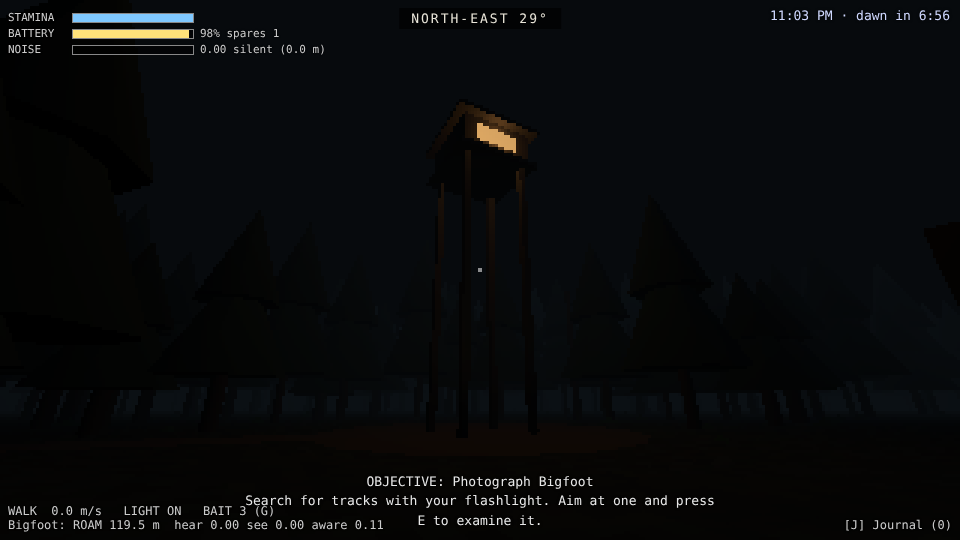 STAMINA
BATTERY 98% spares 1
NOISE 0.00 silent (0.0 m)
NORTH-EAST 29°
11:03 PM · dawn in 6:56
OBJECTIVE: Photograph Bigfoot
Search for tracks with your flashlight. Aim at one and press
E to examine it.
WALK 0.0 m/s LIGHT ON BAIT 3 (G)
Bigfoot: ROAM 119.5 m hear 0.00 see 0.00 aware 0.11
[J] Journal (0)